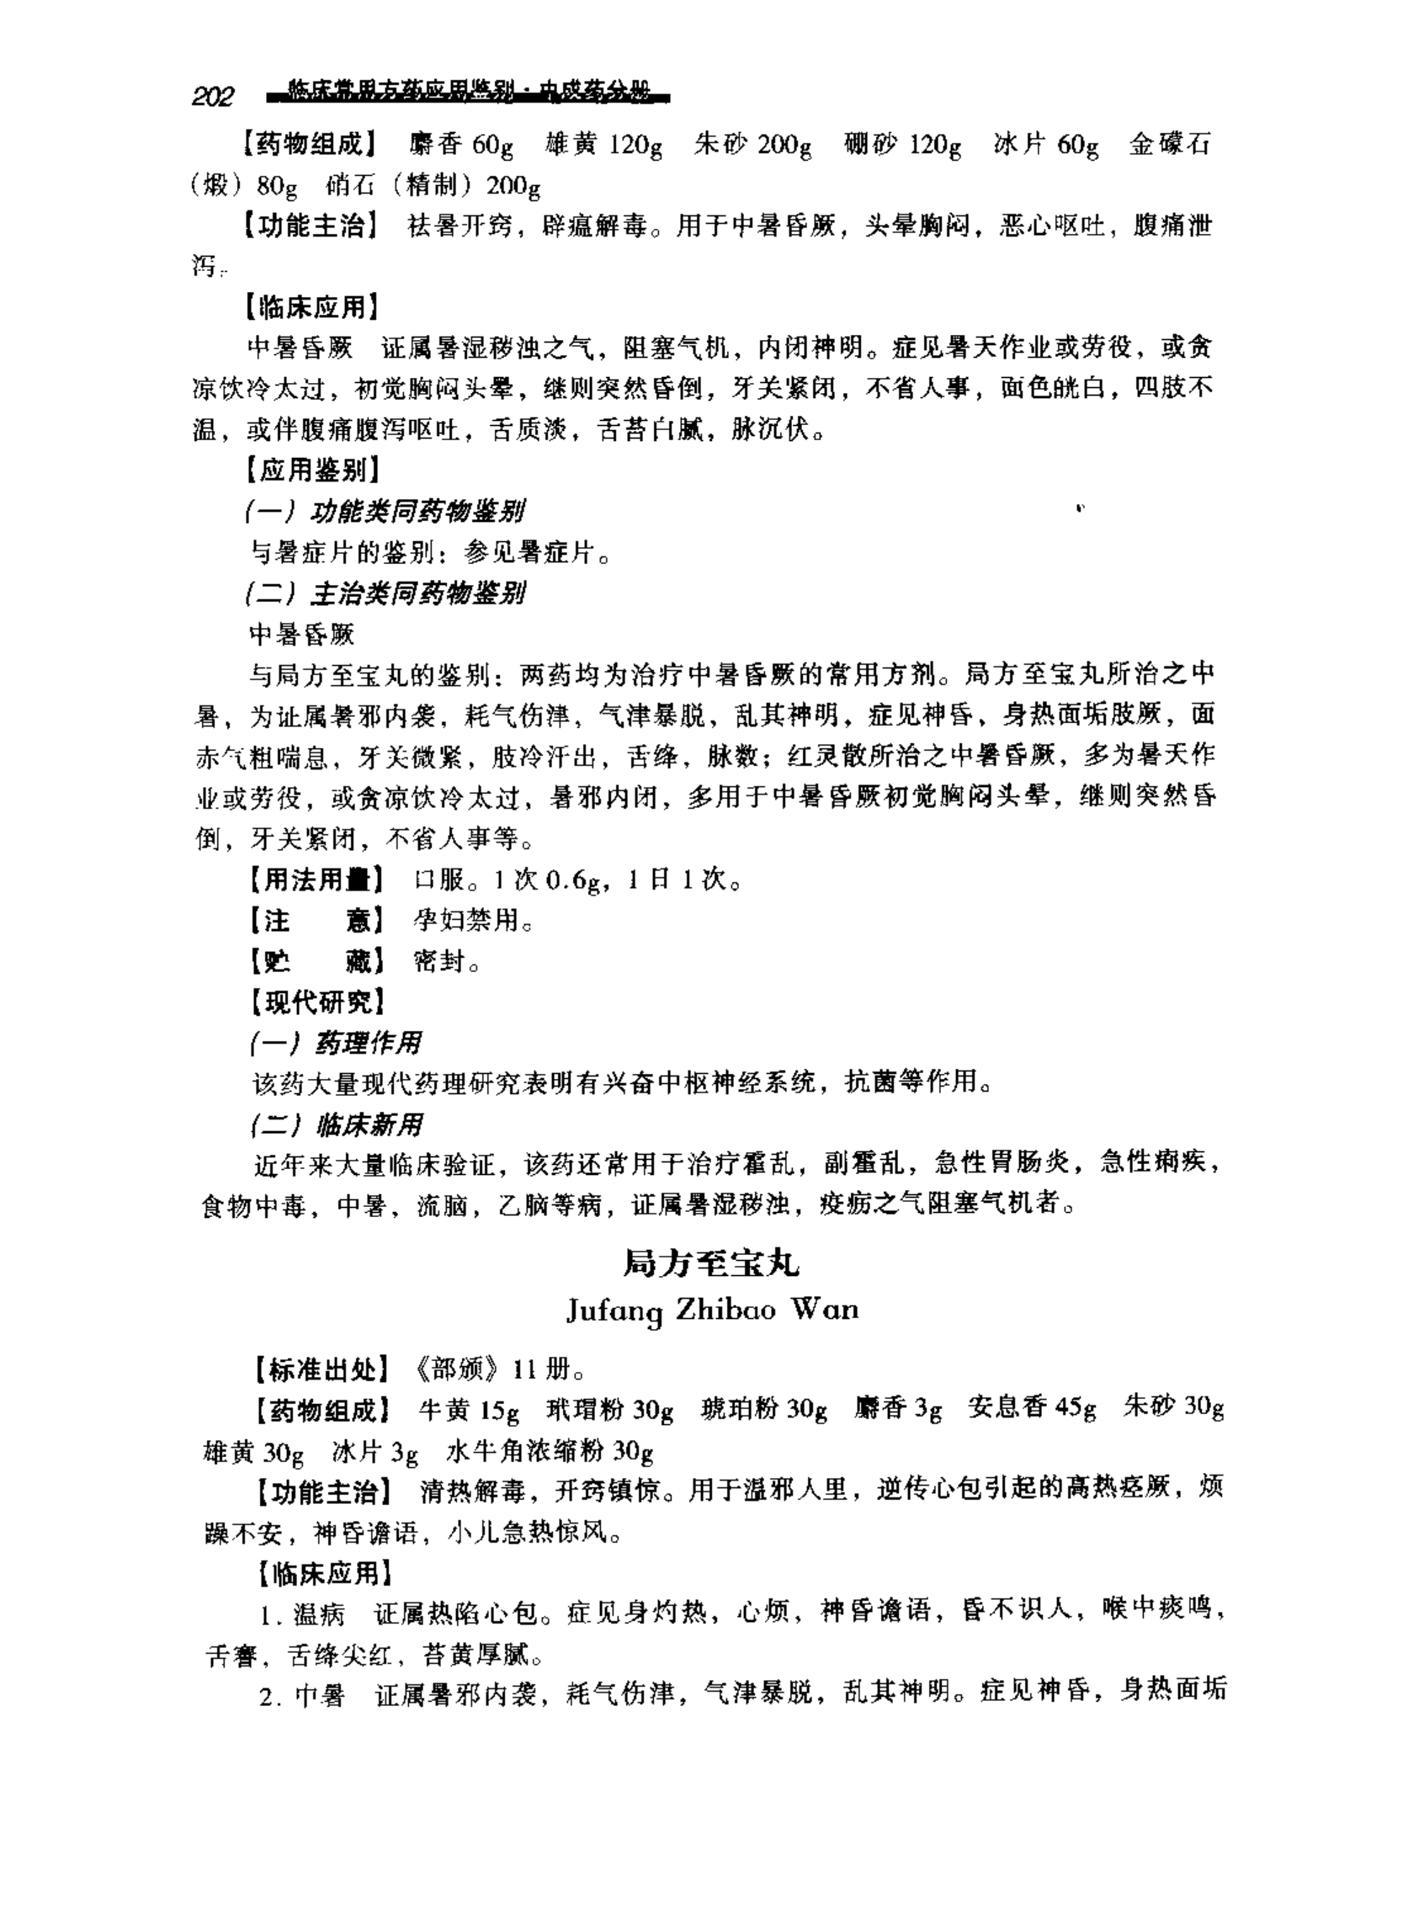 202 临床常用方药应用鉴别·中成药分册
【药物组成】 麝香 60g 雄黄 120g 朱砂 200g 硼砂 120g 冰片 60g 金礞石
（煅）80g 硝石（精制）200g
【功能主治】 祛暑开窍，辟瘟解毒。用于中暑昏厥，头晕胸闷，恶心呕吐，腹痛泄
泻。
【临床应用】
中暑昏厥 证属暑湿秽浊之气，阻塞气机，内闭神明。症见暑天作业或劳役，或贪
凉饮冷太过，初觉胸闷头晕，继则突然昏倒，牙关紧闭，不省人事，面色㿠白，四肢不
温，或伴腹痛腹泻呕吐，舌质淡，舌苔白腻，脉沉伏。
【应用鉴别】
（一）功能类同药物鉴别
与暑症片的鉴别：参见暑症片。
（二）主治类同药物鉴别
中暑昏厥
与局方至宝丸的鉴别：两药均为治疗中暑昏厥的常用方剂。局方至宝丸所治之中
暑，为证属暑邪内袭，耗气伤津，气津暴脱，乱其神明，症见神昏，身热面垢肢厥，面
赤气粗喘息，牙关微紧，肢冷汗出，舌绛，脉数；红灵散所治之中暑昏厥，多为暑天作
业或劳役，或贪凉饮冷太过，暑邪内闭，多用于中暑昏厥初觉胸闷头晕，继则突然昏
倒，牙关紧闭，不省人事等。
【用法用量】 口服。1 次 0.6g，1 日 1 次。
【注 意】 孕妇禁用。
【贮 藏】 密封。
【现代研究】
（一）药理作用
该药大量现代药理研究表明有兴奋中枢神经系统，抗菌等作用。
（二）临床新用
近年来大量临床验证，该药还常用于治疗霍乱，副霍乱，急性胃肠炎，急性痢疾，
食物中毒，中暑，流脑，乙脑等病，证属暑湿秽浊，疫疠之气阻塞气机者。
局方至宝丸
Jufang Zhibao Wan
【标准出处】《部颁》11 册。
【药物组成】 牛黄 15g 玳瑁粉 30g 琥珀粉 30g 麝香 3g 安息香 45g 朱砂 30g
雄黄 30g 冰片 3g 水牛角浓缩粉 30g
【功能主治】 清热解毒，开窍镇惊。用于温邪人里，逆传心包引起的高热痉厥，烦
躁不安，神昏谵语，小儿急热惊风。
【临床应用】
1. 温病 证属热陷心包。症见身灼热，心烦，神昏谵语，昏不识人，喉中痰鸣，
舌謇，舌绛尖红，苔黄厚腻。
2. 中暑 证属暑邪内袭，耗气伤津，气津暴脱，乱其神明。症见神昏，身热面垢